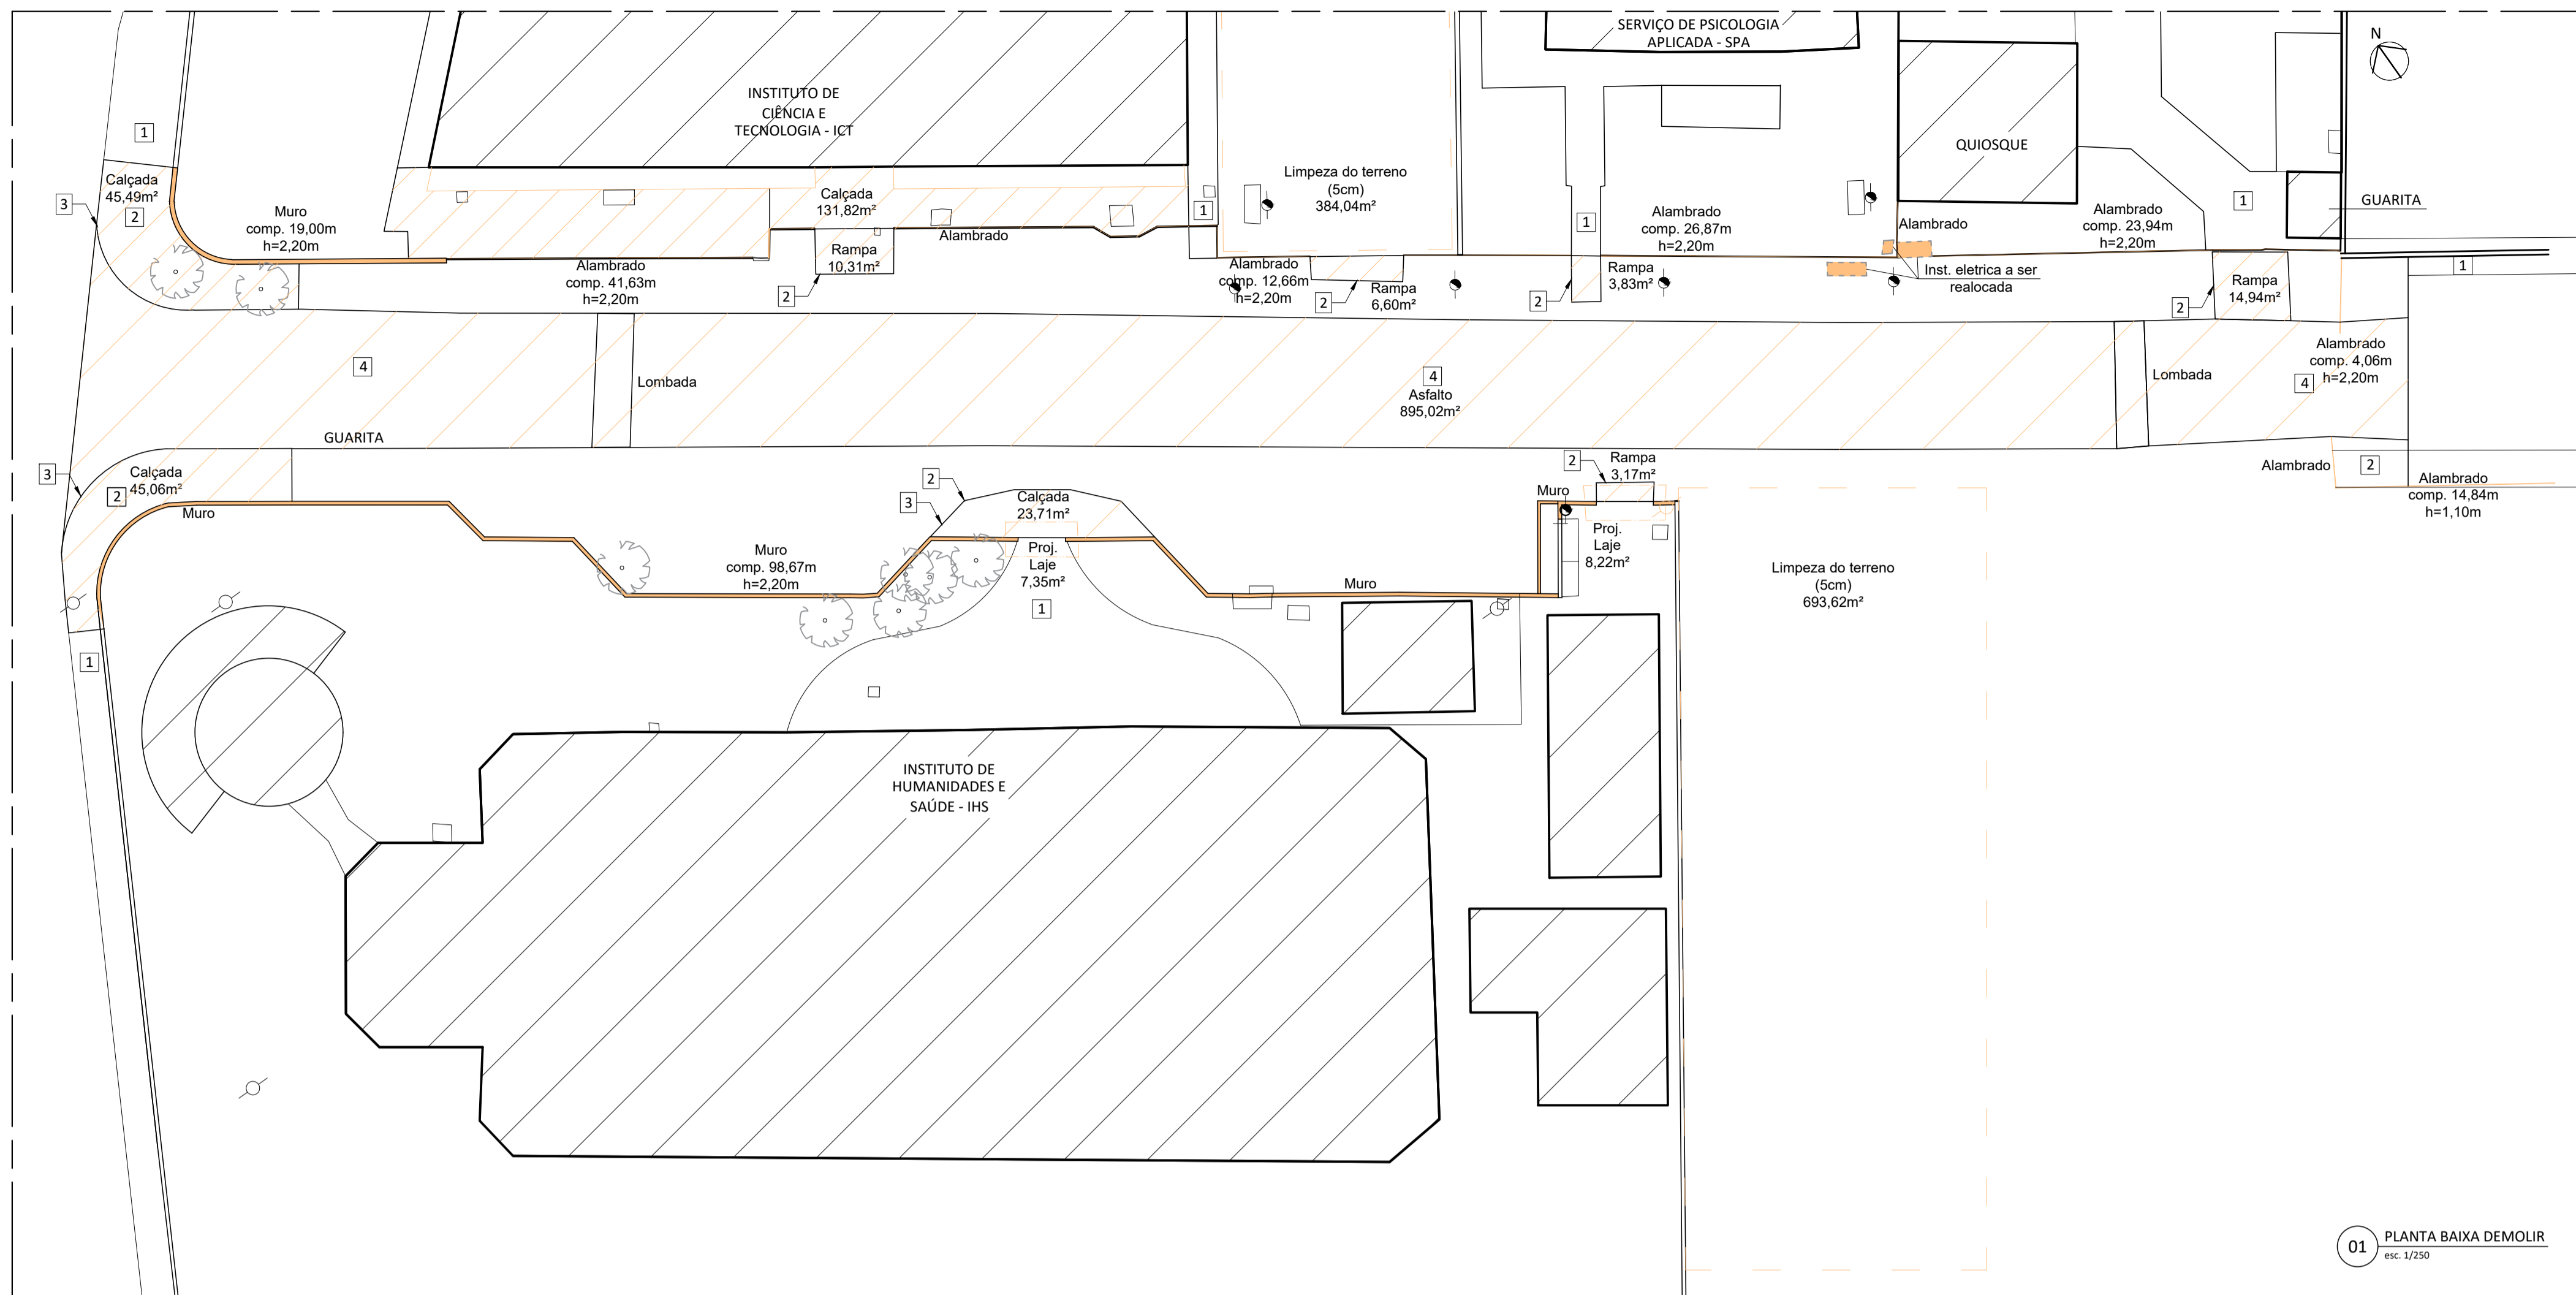 SERVIÇO DE PSICOLOGIA
APLICADA - SPA
N
INSTITUTO DE
CIÊNCIA E
TECNOLOGIA - ICT
QUIOSQUE
1
Calçada
45,49m²
2
3
Muro
comp. 19,00m
h=2,20m
Calçada
131,82m²
Rampa
10,31m²
2
Alambrado
Alambrado
comp. 41,63m
h=2,20m
1
Limpeza do terreno
(5cm)
384,04m²
Alambrado
comp. 12,66m
h=2,20m
2
Rampa
6,60m²
1
2
Rampa
3,83m²
Alambrado
comp. 26,87m
h=2,20m
Alambrado
Inst. eletrica a ser
realocada
Alambrado
comp. 23,94m
h=2,20m
1
GUARITA
1
Rampa
14,94m²
2
4
Lombada
4
Asfalto
895,02m²
Lombada
Alambrado
comp. 4,06m
h=2,20m
4
GUARITA
3
Calçada
45,06m²
2
Muro
2
3
Calçada
23,71m²
2
Rampa
3,17m²
Muro
Alambrado
2
Alambrado
comp. 14,84m
h=1,10m
Muro
comp. 98,67m
h=2,20m
Proj.
Laje
7,35m²
1
Muro
Proj.
Laje
8,22m²
Limpeza do terreno
(5cm)
693,62m²
1
INSTITUTO DE
HUMANIDADES E
SAÚDE - IHS
01
PLANTA BAIXA DEMOLIR
esc. 1/250